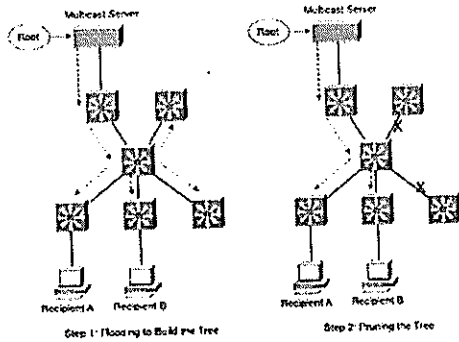 Multicast Server
Root
Recipient A
Recipient B
Step 1: Flooding to Build the Tree
Multicast Server
Root
X
X
Recipient A
Recipient B
Step 2: Pruning the Tree